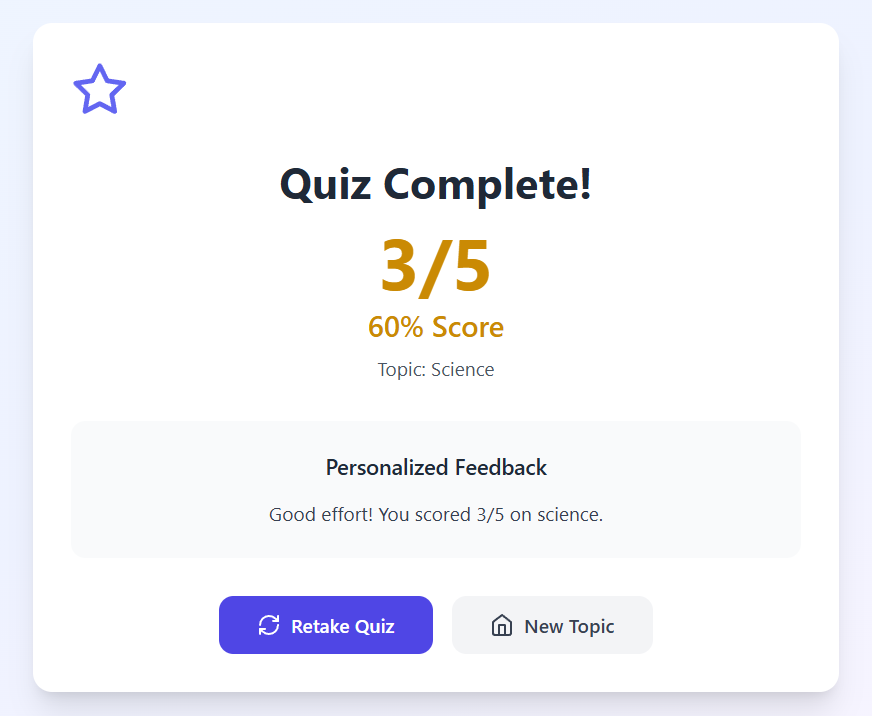 Quiz Complete!
3/5
60% Score
Topic: Science
Personalized Feedback
Good effort! You scored 3/5 on science.
Retake Quiz
New Topic